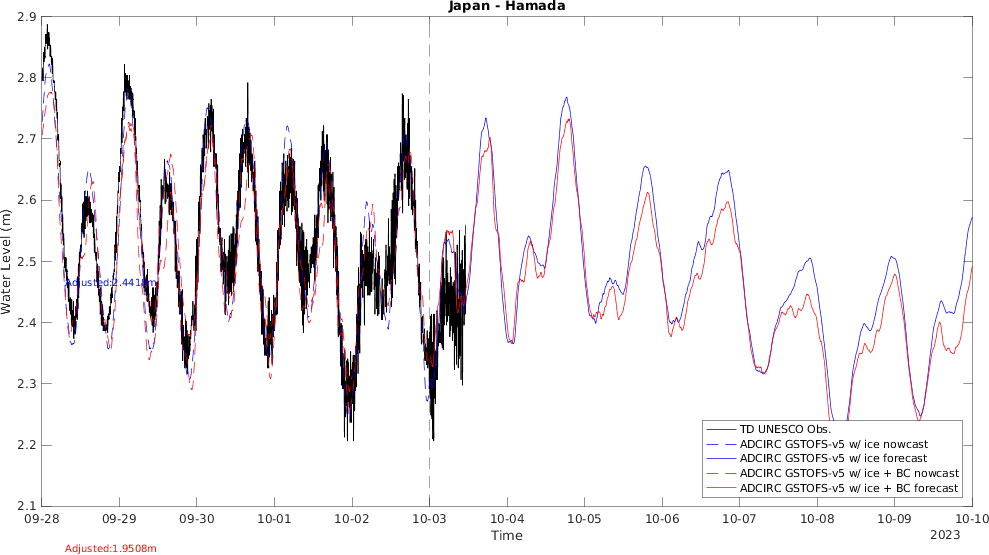 Japan - Hamada
2.9
2.8
2.7
2.6
2.5
2.4
2.3
2.2
2.1
Water Level (m)
Adjusted:2.4418m
TD UNESCO Obs.
ADCIRC GSTOFS-v5 w/ ice nowcast
ADCIRC GSTOFS-v5 w/ ice forecast
ADCIRC GSTOFS-v5 w/ ice + BC nowcast
ADCIRC GSTOFS-v5 w/ ice + BC forecast
09-28 09-29 09-30 10-01 10-02 10-03 10-04 10-05 10-06 10-07 10-08 10-09 10-10
Time
2023
Adjusted:1.9508m